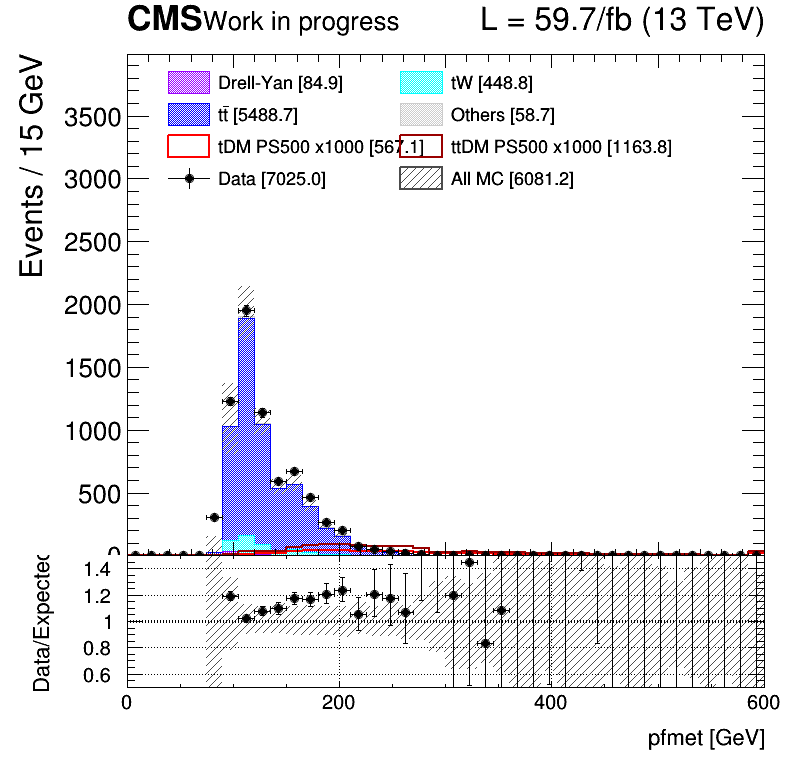 CMS Work in progress L = 59.7/fb (13 TeV)
Events / 15 GeV
Drell-Yan [84.9] tW [448.8]
tt̄ [5488.7] Others [58.7]
tDM PS500 x1000 [567.1] ttDM PS500 x1000 [1163.8]
Data [7025.0] All MC [6081.2]
3500
3000
2500
2000
1500
1000
500
0
Data/Expected
1.4
1.2
1
0.8
0.6
0 200 400 600
pfmet [GeV]